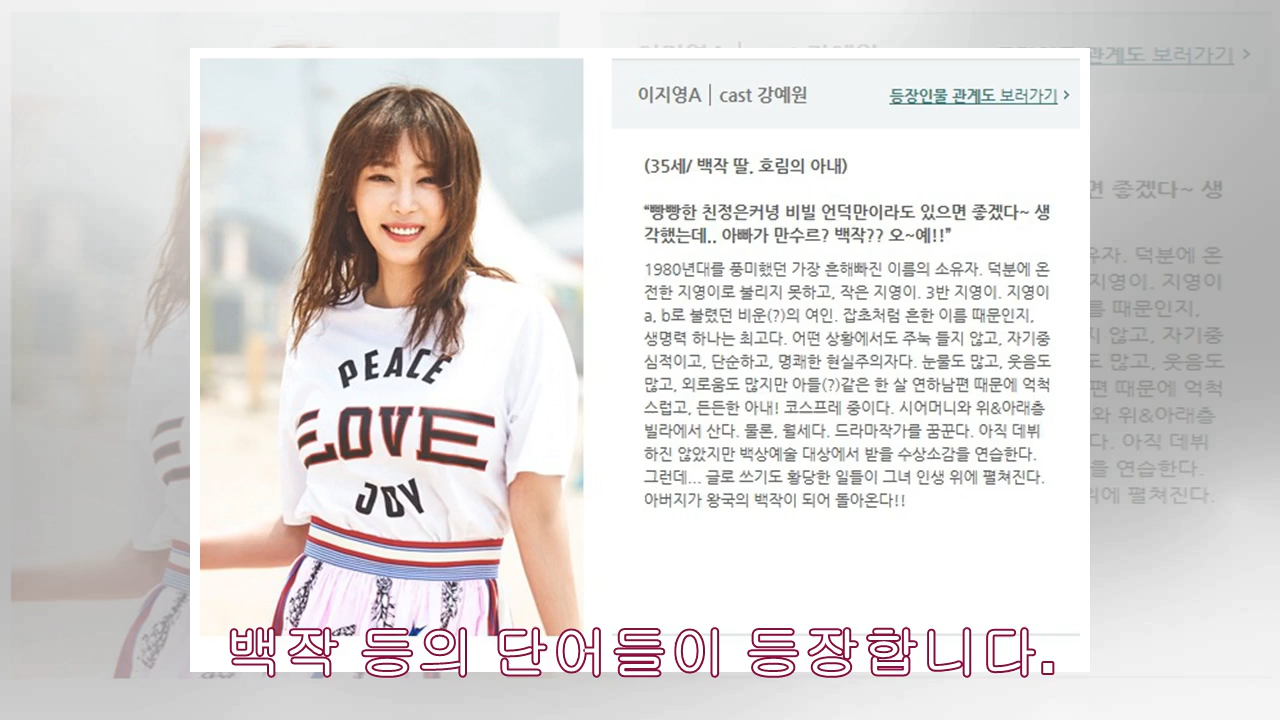 이지영A | cast 강예원
등장인물 관계도 보러가기 >
(35세/ 백작 딸. 호림의 아내)
“빵빵한 친정은커녕 비빌 언덕만이라도 있으면 좋겠다~ 생
각했는데.. 아빠가 만수르? 백작?? 오~예!!”
1980년대를 풍미했던 가장 흔해빠진 이름의 소유자. 덕분에 온
전한 지영이로 불리지 못하고, 작은 지영이. 3반 지영이. 지영이
a, b로 불렸던 비운(?)의 여인. 잡초처럼 흔한 이름 때문인지,
생명력 하나는 최고다. 어떤 상황에서도 주눅 들지 않고, 자기중
심적이고, 단순하고, 명쾌한 현실주의자다. 눈물도 많고, 웃음도
많고, 외로움도 많지만 아들(?)같은 한 살 연하남편 때문에 억척
스럽고, 든든한 아내! 코스프레 중이다. 시어머니와 위&아래층
빌라에서 산다. 물론, 월세다. 드라마작가를 꿈꾼다. 아직 데뷔
하진 않았지만 백상예술 대상에서 받을 수상소감을 연습한다.
그런데... 글로 쓰기도 황당한 일들이 그녀 인생 위에 펼쳐진다.
아버지가 왕국의 백작이 되어 돌아온다!!
PEACE
LOVE
JOY
백작 등의 단어들이 등장합니다.